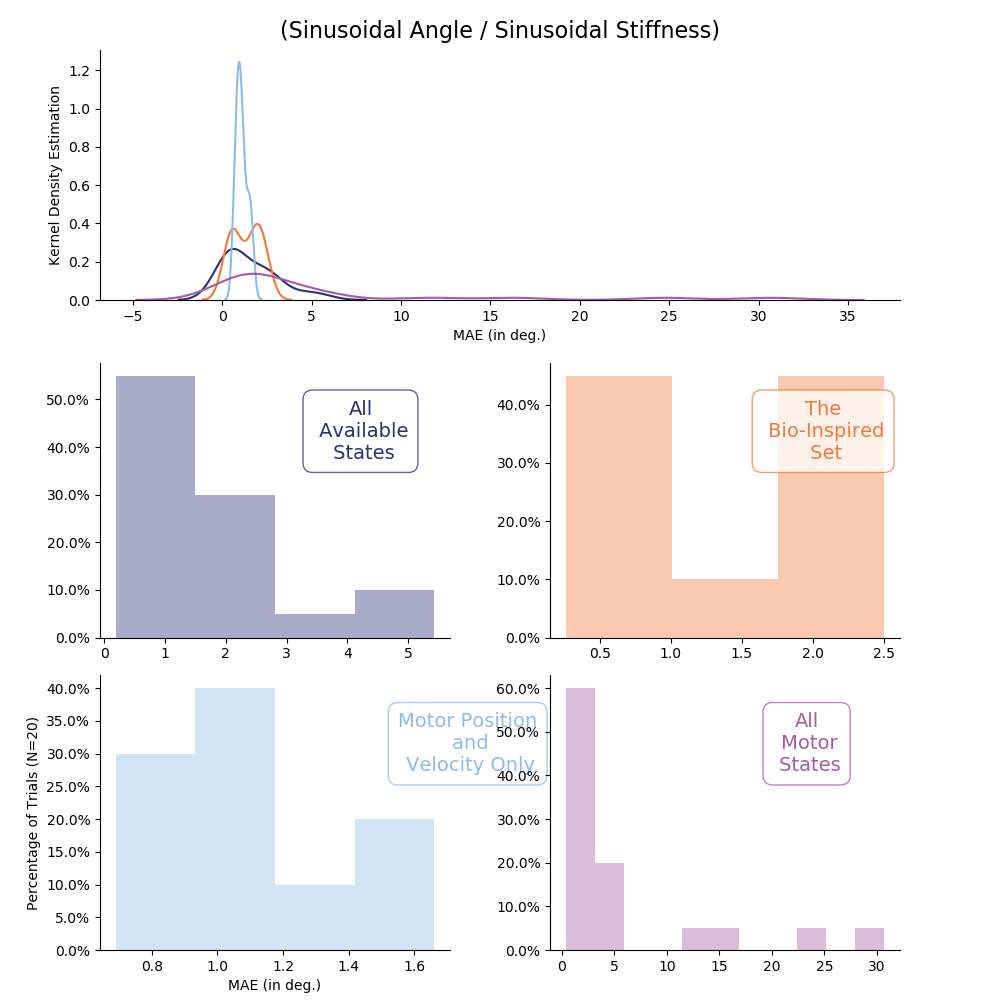 (Sinusoidal Angle / Sinusoidal Stiffness)
Kernel Density Estimation
1.2
1.0
0.8
0.6
0.4
0.2
0.0
−5 0 5 10 15 20 25 30 35
MAE (in deg.)
50.0%
40.0%
30.0%
20.0%
10.0%
0.0%
0 1 2 3 4 5
All
Available
States
40.0%
30.0%
20.0%
10.0%
0.0%
0.5 1.0 1.5 2.0 2.5
The
Bio-Inspired
Set
Percentage of Trials (N=20)
40.0%
35.0%
30.0%
25.0%
20.0%
15.0%
10.0%
5.0%
0.0%
0.8 1.0 1.2 1.4 1.6
MAE (in deg.)
Motor Position
and
Velocity Only
60.0%
50.0%
40.0%
30.0%
20.0%
10.0%
0.0%
0 5 10 15 20 25 30
All
Motor
States